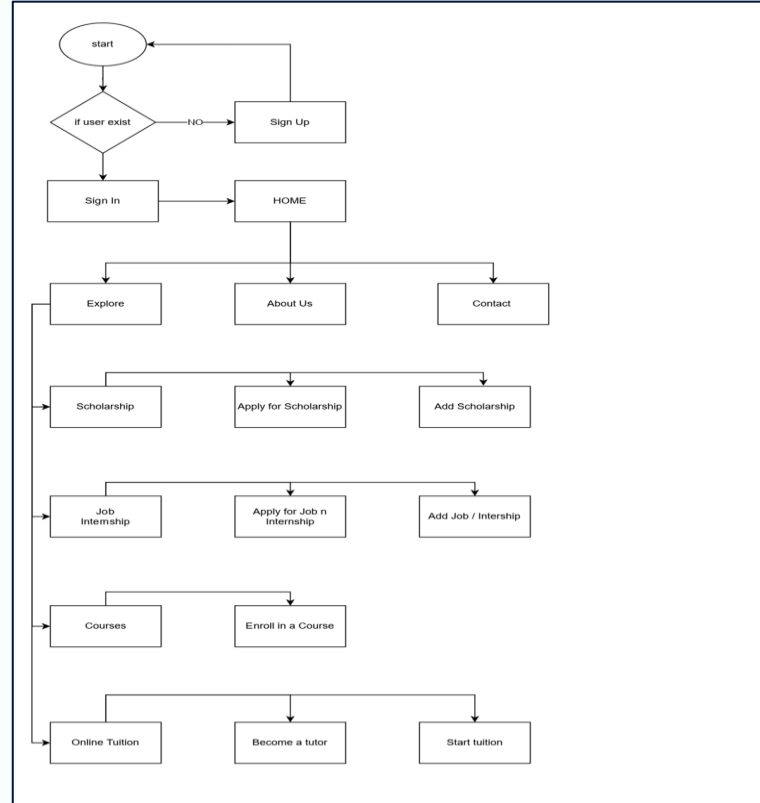 start
if user exist
NO
Sign Up
Sign In
HOME
Explore
About Us
Contact
Scholarship
Apply for Scholarship
Add Scholarship
Job
Internship
Apply for Job n
Internship
Add Job / Intership
Courses
Enroll in a Course
Online Tuition
Become a tutor
Start tuition